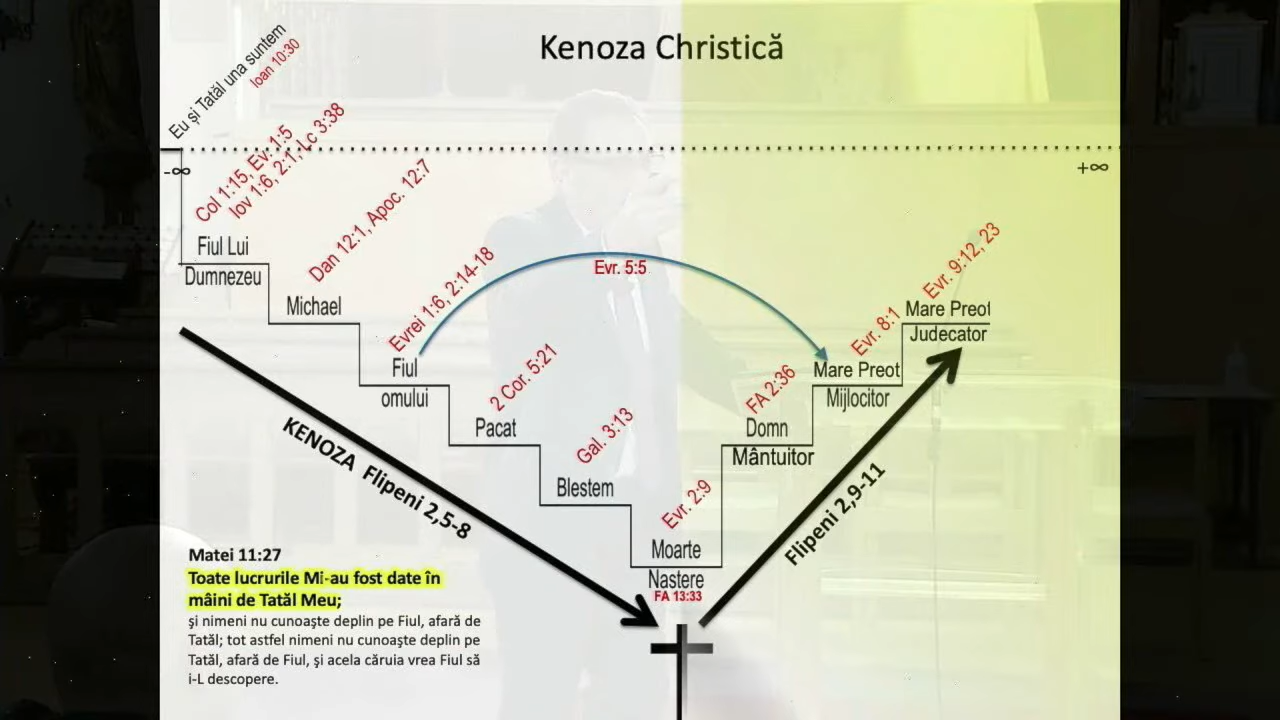 Kenoza Christică
Eu și Tatăl una suntem
Ioan 10:30
-∞
+∞
Col 1:15, Ev. 1:5
Iov 1:6, 2:1, Lc 3:38
Fiul Lui
Dumnezeu
Dan 12:1, Apoc. 12:7
Michael
Evrei 1:6, 2:14-18
Fiul
omului
Evr. 5:5
2 Cor. 5:21
Pacat
Gal. 3:13
Blestem
Evr. 2:9
Moarte
Nastere
FA 13:33
FA 2:36
Domn
Mântuitor
Evr. 8:1
Mare Preot
Mijlocitor
Evr. 9:12, 23
Mare Preot
Judecator
KENOZA Flipeni 2,5-8
Flipeni 2,9-11
Matei 11:27
Toate lucrurile Mi-au fost date în
mâini de Tatăl Meu;
şi nimeni nu cunoaşte deplin pe Fiul, afară de
Tatăl; tot astfel nimeni nu cunoaşte deplin pe
Tatăl, afară de Fiul, şi acela căruia vrea Fiul să
i-L descopere.